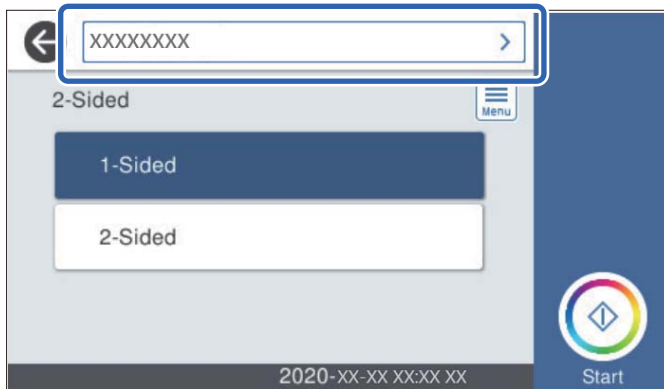 XXXXXXXX
2-Sided
Menu
1-Sided
2-Sided
2020-XX-XX XX:XX XX
Start